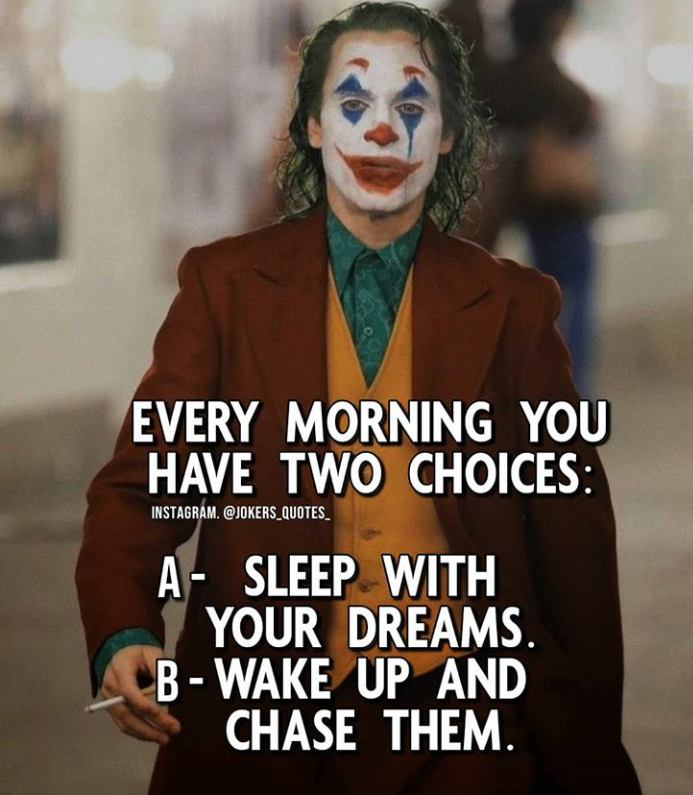 EVERY MORNING YOU
HAVE TWO CHOICES:
INSTAGRAM. @JOKERS_QUOTES_
A - SLEEP WITH
YOUR DREAMS.
B - WAKE UP AND
CHASE THEM.